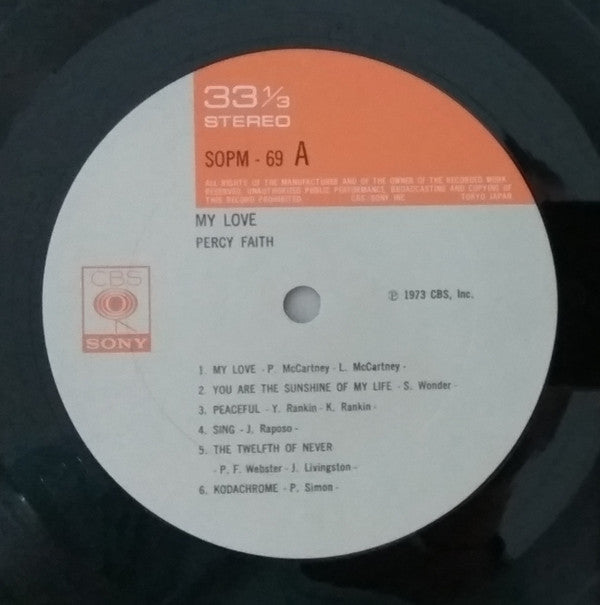 33 1/3
STEREO
SOPM - 69 A
ALL RIGHTS OF THE MANUFACTURER AND OF THE OWNER OF THE RECORDED WORK
RESERVED. UNAUTHORIZED PUBLIC PERFORMANCE, BROADCASTING AND COPYING OF
THIS RECORD PROHIBITED CBS/SONY INC. TOKYO JAPAN
MY LOVE
PERCY FAITH
CBS
SONY
℗ 1973 CBS, Inc.
1. MY LOVE - P. McCartney - L. McCartney -
2. YOU ARE THE SUNSHINE OF MY LIFE - S. Wonder -
3. PEACEFUL - Y. Rankin - K. Rankin -
4. SING - J. Raposo -
5. THE TWELFTH OF NEVER
- P. F. Webster - J. Livingston -
6. KODACHROME - P. Simon -